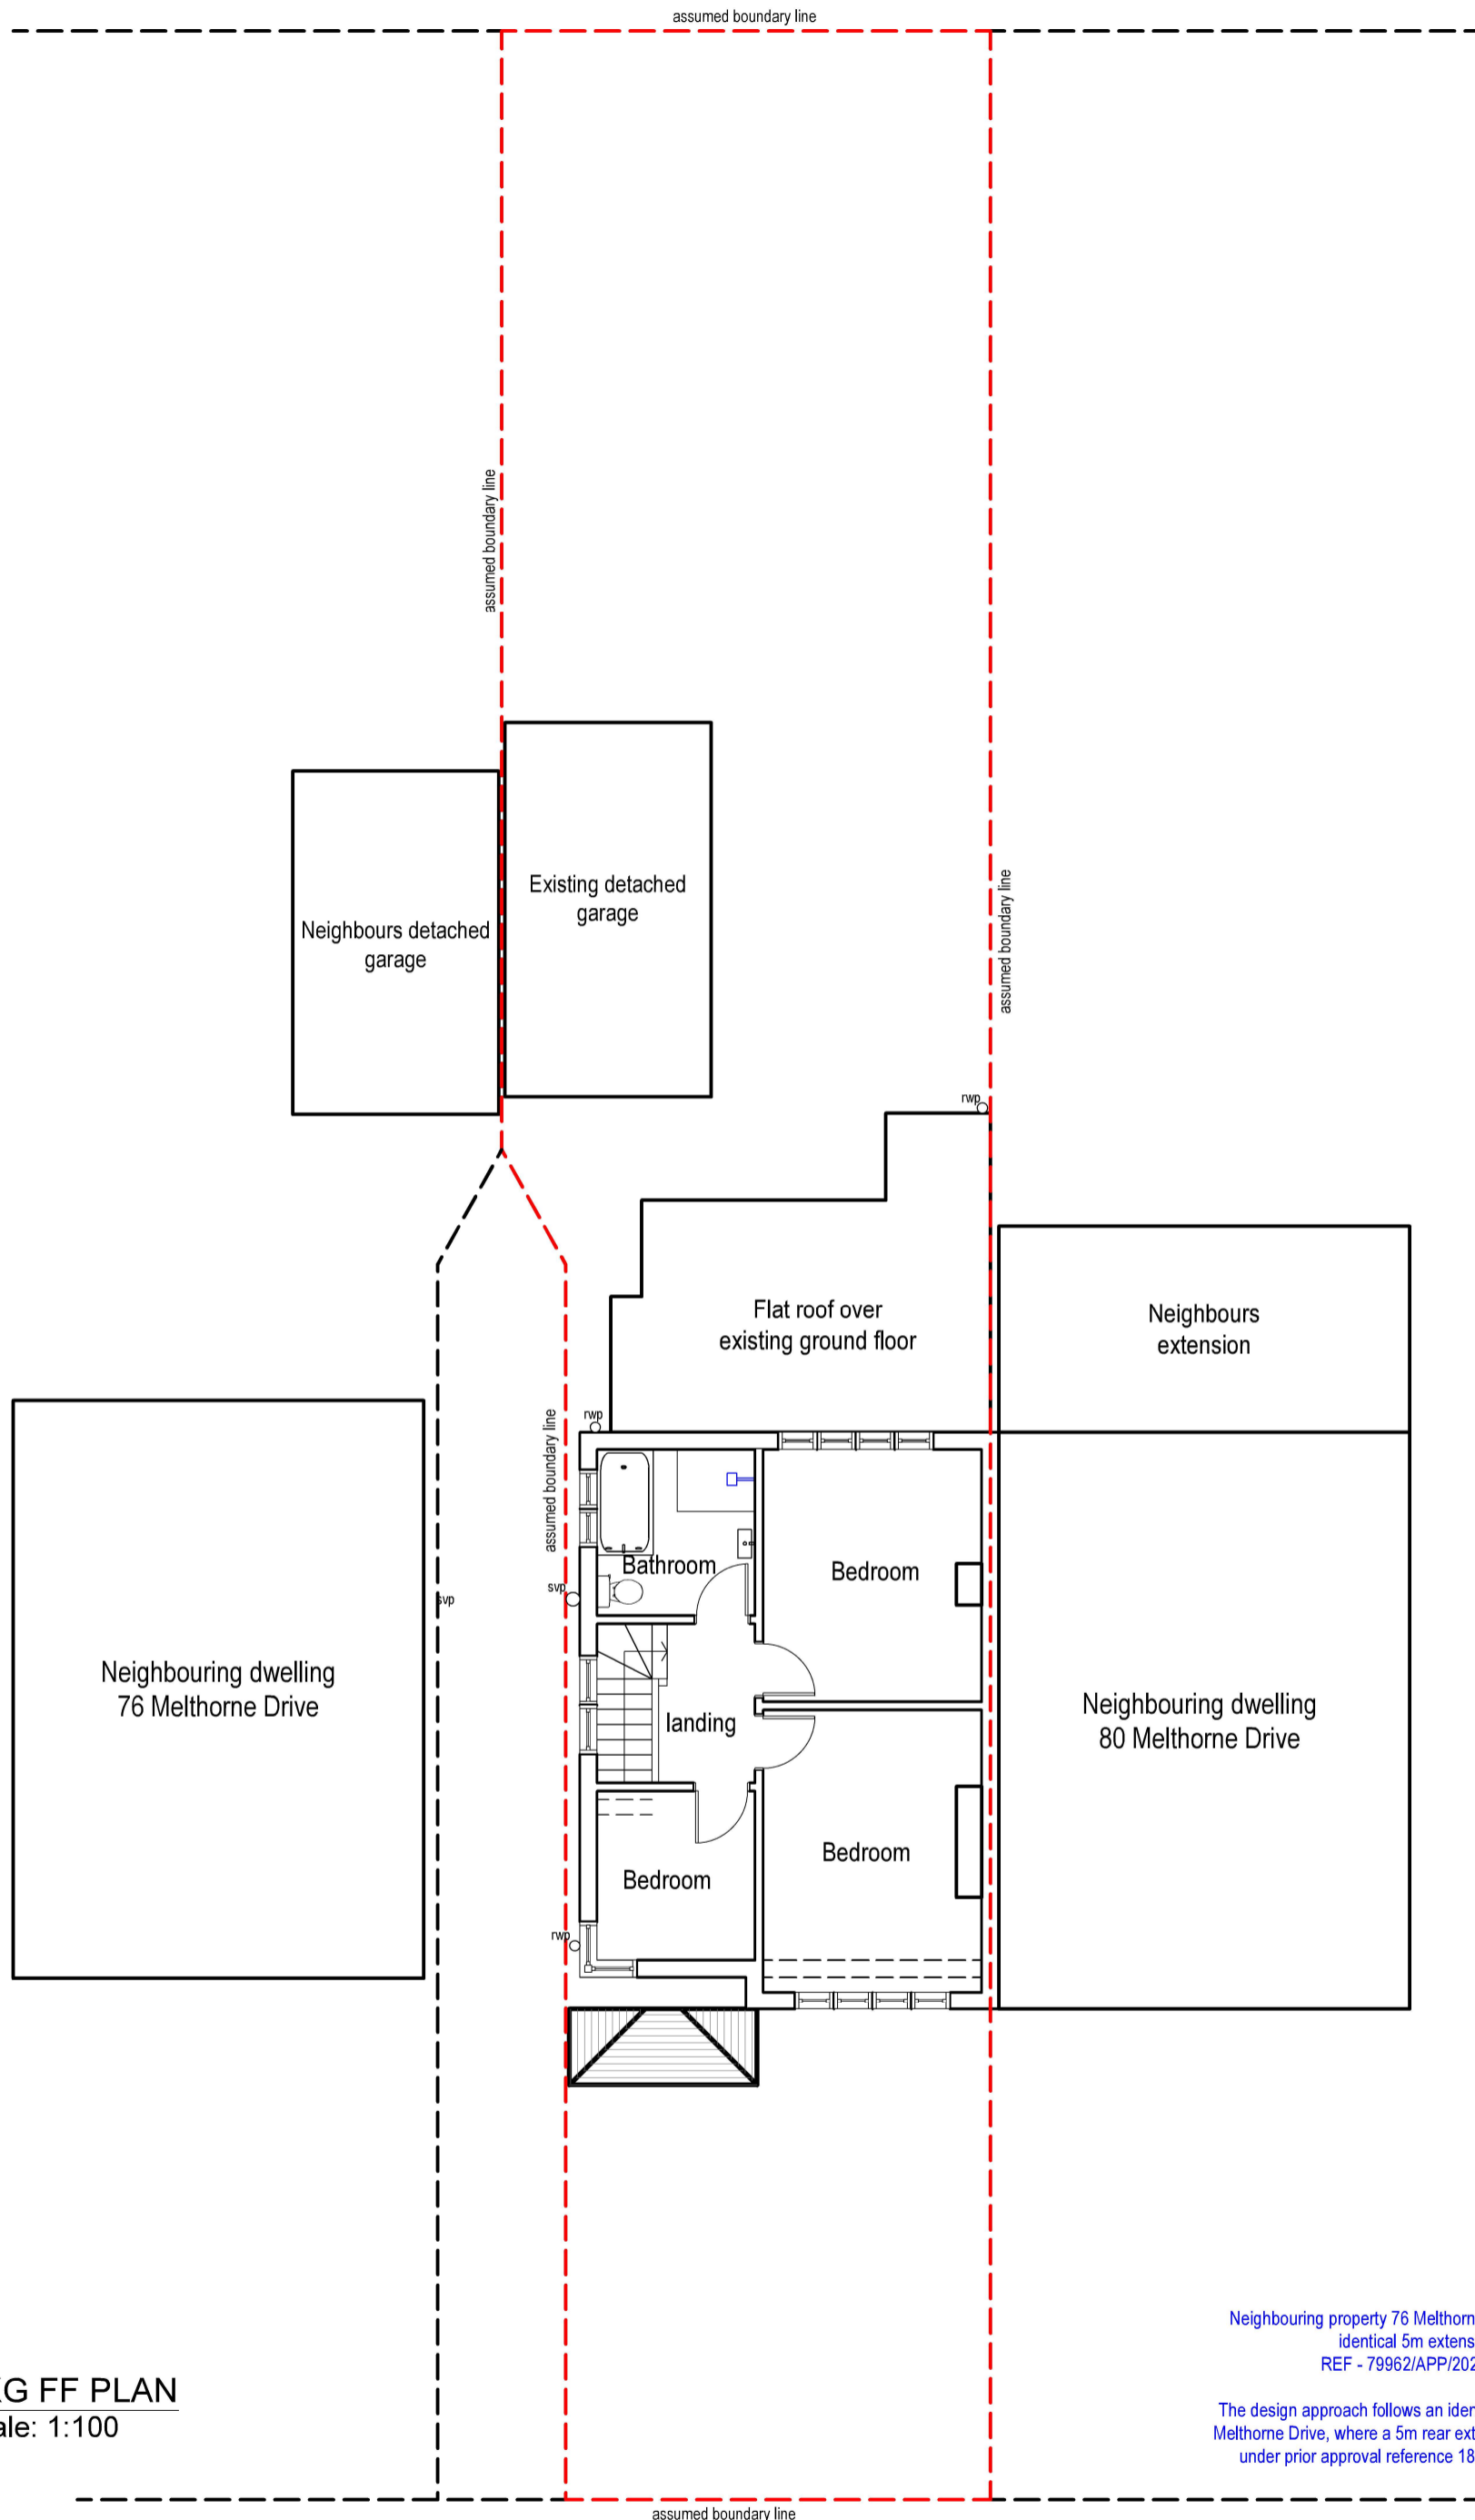 assumed boundary line
assumed boundary line
assumed boundary line
Existing detached
garage
Neighbours detached
garage
rwp
Flat roof over
existing ground floor
Neighbours
extension
rwp
assumed boundary line
Bathroom
Bedroom
svp
svp
Neighbouring dwelling
76 Melthorne Drive
landing
Neighbouring dwelling
80 Melthorne Drive
Bedroom
Bedroom
rwp
Neighbouring property 76 Melthorn
identical 5m extens
REF - 79962/APP/202
G FF PLAN
ale: 1:100
The design approach follows an iden
Melthorne Drive, where a 5m rear ext
under prior approval reference 18
assumed boundary line